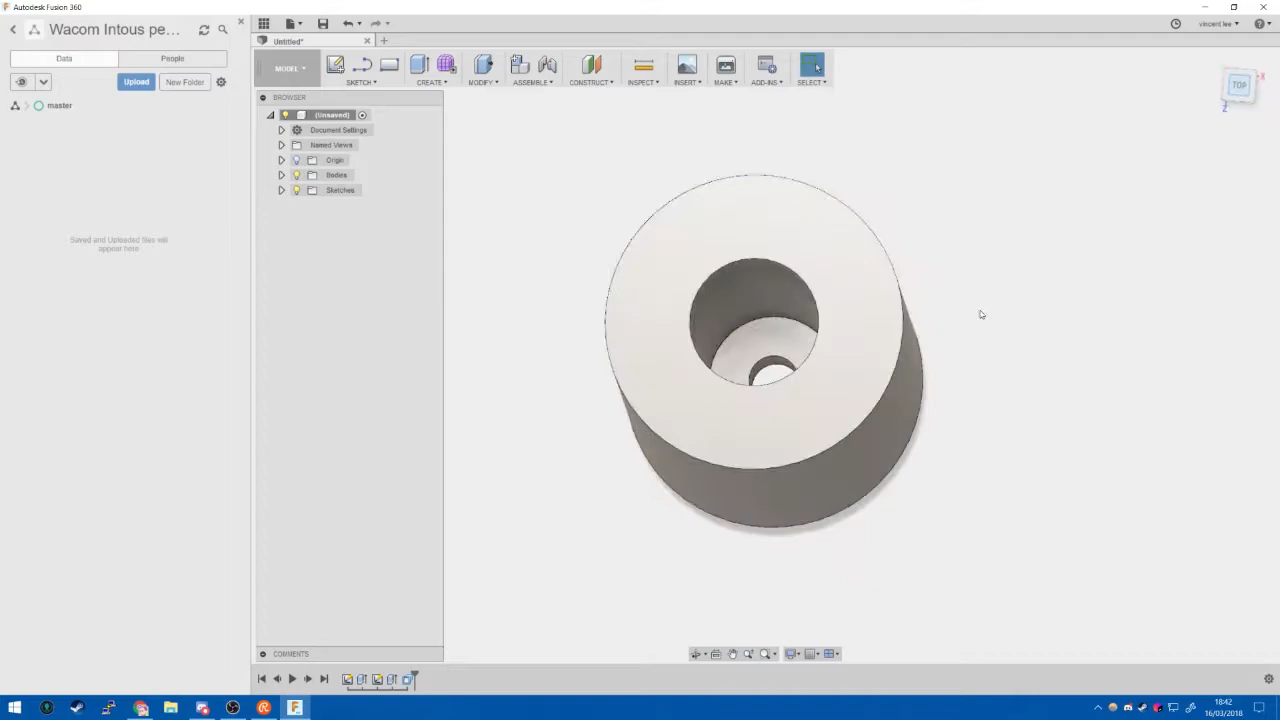 Autodesk Fusion 360
Wacom Intous pe...
Data
People
Upload
New Folder
master
Saved and Uploaded files will
appear here
vincent.lee
Untitled*
MODEL
SKETCH
CREATE
MODIFY
ASSEMBLE
CONSTRUCT
INSPECT
INSERT
MAKE
ADD-INS
SELECT
BROWSER
(Unsaved)
Document Settings
Named Views
Origin
Bodies
Sketches
TOP
X
Z
COMMENTS
18:42
16/03/2018